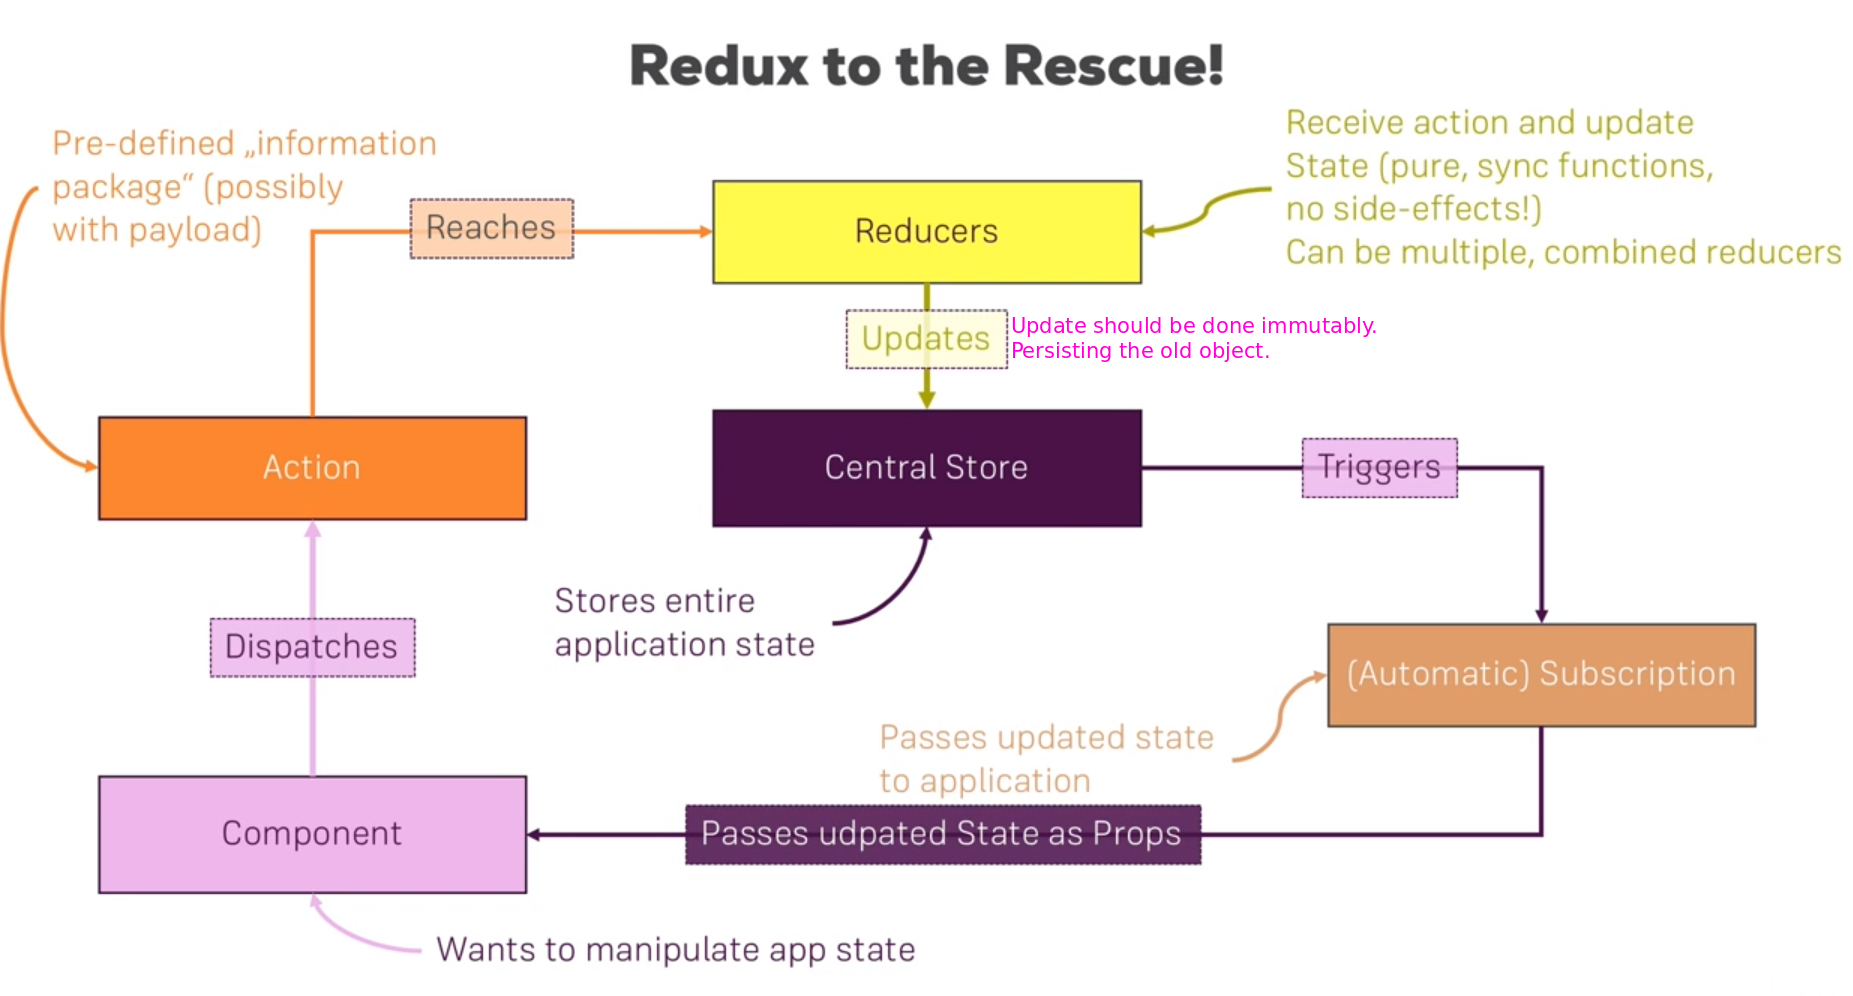 Redux to the Rescue!
Pre-defined „information
package“ (possibly
with payload)
Reaches
Reducers
Receive action and update
State (pure, sync functions,
no side-effects!)
Can be multiple, combined reducers
Updates
Update should be done immutably.
Persisting the old object.
Action
Central Store
Triggers
Stores entire
application state
Dispatches
(Automatic) Subscription
Passes updated state
to application
Component
Passes udpated State as Props
Wants to manipulate app state